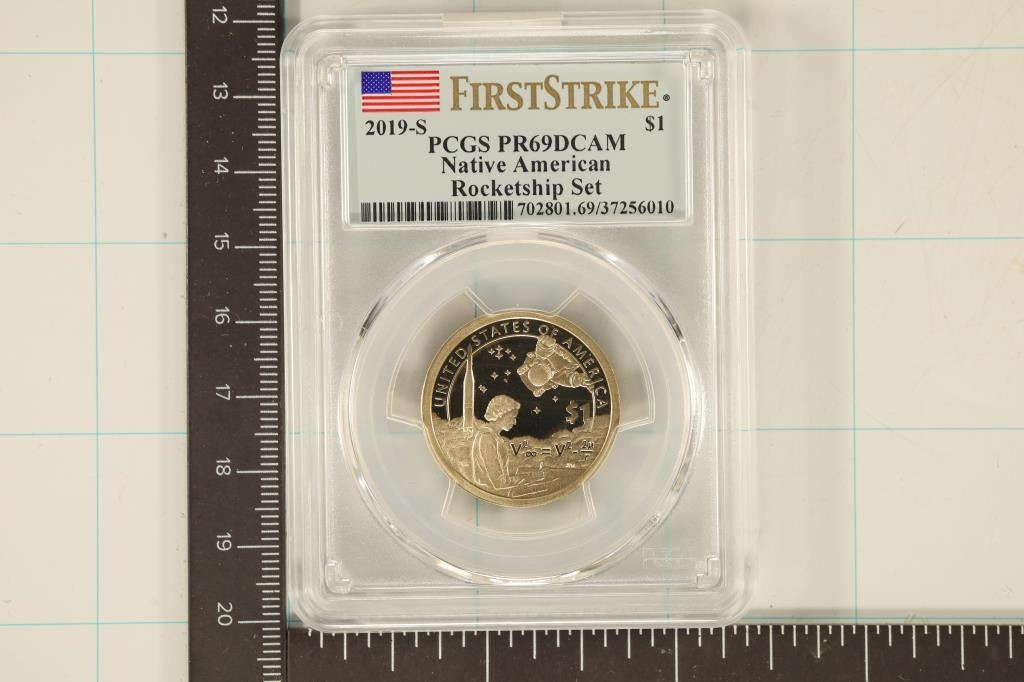 FIRSTSTRIKE®
2019-S $1
PCGS PR69DCAM
Native American
Rocketship Set
702801.69/37256010
UNITED STATES OF AMERICA
$1
12
13
14
15
16
17
18
19
20
PCGS